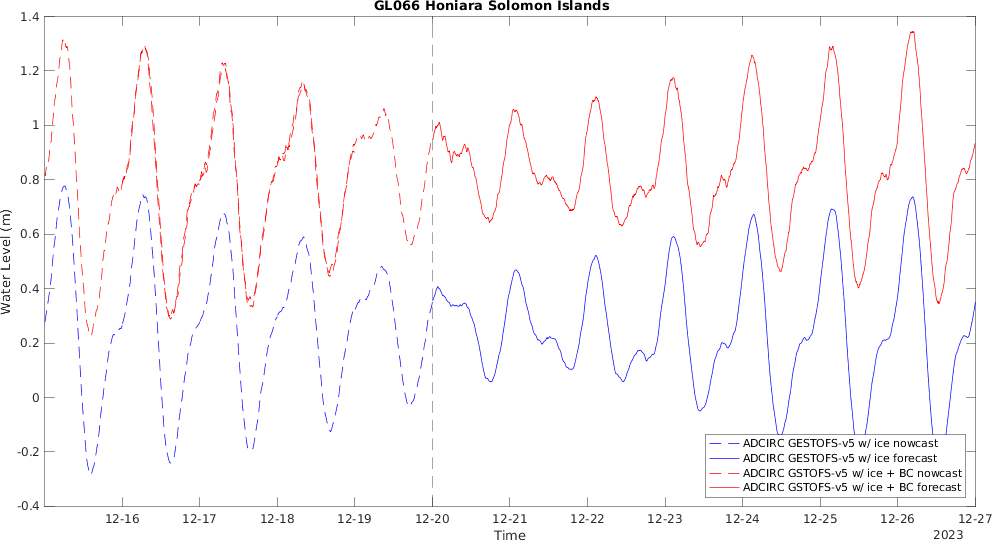 GL066 Honiara Solomon Islands
1.4
1.2
1
0.8
0.6
0.4
0.2
0
-0.2
-0.4
Water Level (m)
ADCIRC GESTOFS-v5 w/ ice nowcast
ADCIRC GESTOFS-v5 w/ ice forecast
ADCIRC GSTOFS-v5 w/ ice + BC nowcast
ADCIRC GSTOFS-v5 w/ ice + BC forecast
12-16 12-17 12-18 12-19 12-20 12-21 12-22 12-23 12-24 12-25 12-26 12-27
Time
2023